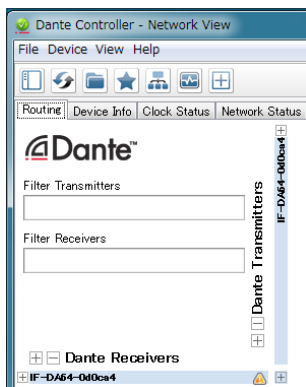 Dante Controller - Network View
File Device View Help
Routing Device Info Clock Status Network Status
Dante™
Filter Transmitters
Filter Receivers
Dante Transmitters
IF-DA64-0d0ca4
Dante Receivers
IF-DA64-0d0ca4